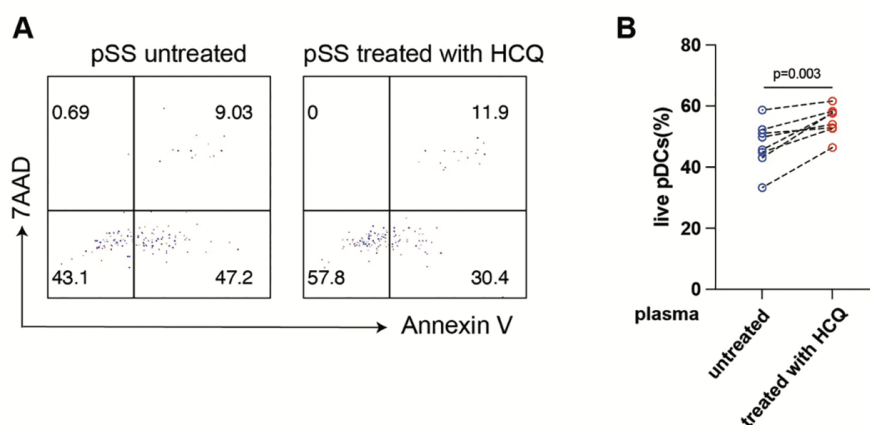 A
pSS untreated
pSS treated with HCQ
0.69
9.03
0
11.9
7AAD
43.1
47.2
57.8
30.4
Annexin V
B
80
p=0.003
60
live pDCs(%)
40
20
0
plasma
untreated
treated with HCQ